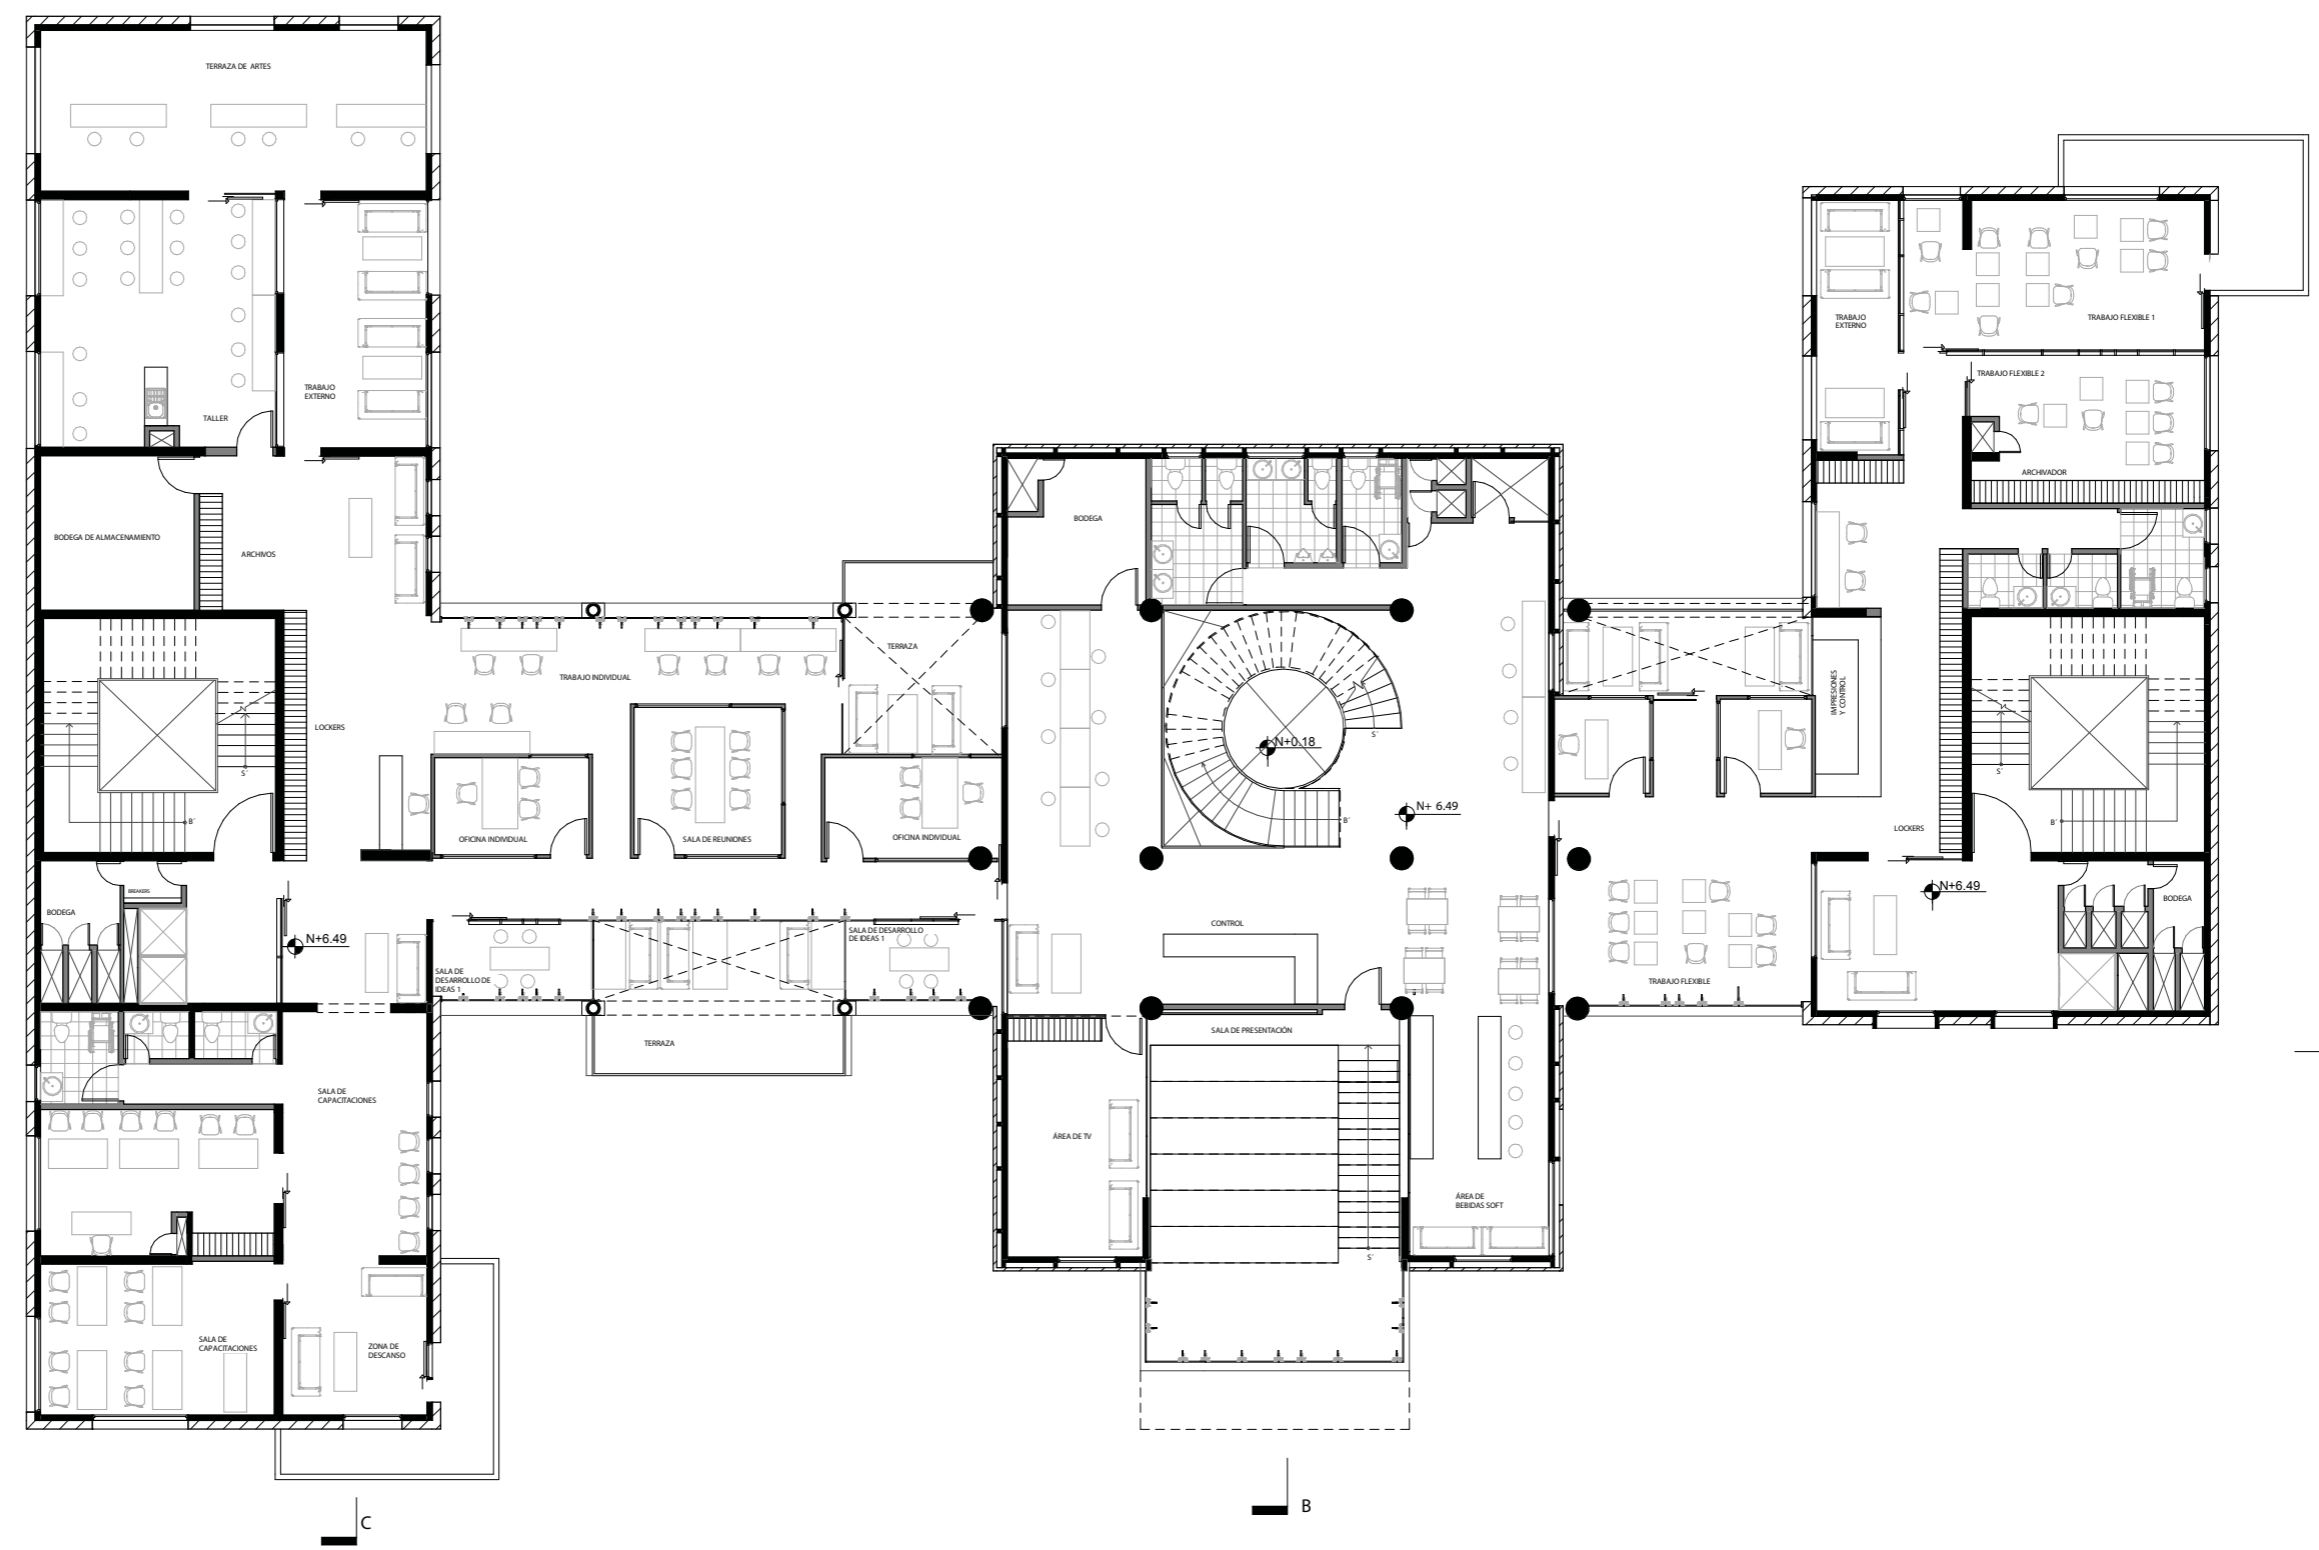 TERRAZA DE ARTES
TALLER
TRABAJO
EXTERNO
BODEGA DE ALMACENAMIENTO
ARCHIVOS
LOCKERS
S´
B´
BREAKERS
BODEGA
N+6.49
TRABAJO INDIVIDUAL
TERRAZA
OFICINA INDIVIDUAL
SALA DE REUNIONES
OFICINA INDIVIDUAL
SALA DE
DESARROLLO DE
IDEAS 1
SALA DE DESARROLLO
DE IDEAS 1
TERRAZA
SALA DE
CAPACITACIONES
SALA DE
CAPACITACIONES
ZONA DE
DESCANSO
C
BODEGA
N+0.18
S´
B´
N+ 6.49
CONTROL
SALA DE PRESENTACIÓN
ÁREA DE TV
S´
ÁREA DE
BEBIDAS SOFT
B
TRABAJO
EXTERNO
TRABAJO FLEXIBLE 1
TRABAJO FLEXIBLE 2
ARCHIVADOR
IMPRESIONES
Y CONTROL
S´
B´
LOCKERS
N+6.49
BODEGA
TRABAJO FLEXIBLE